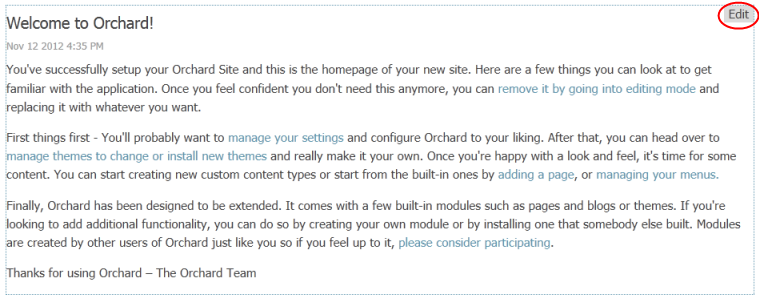 Edit
Welcome to Orchard!
Nov 12 2012 4:35 PM
You've successfully setup your Orchard Site and this is the homepage of your new site. Here are a few things you can look at to get
familiar with the application. Once you feel confident you don't need this anymore, you can remove it by going into editing mode and
replacing it with whatever you want.
First things first - You'll probably want to manage your settings and configure Orchard to your liking. After that, you can head over to
manage themes to change or install new themes and really make it your own. Once you're happy with a look and feel, it's time for some
content. You can start creating new custom content types or start from the built-in ones by adding a page, or managing your menus.
Finally, Orchard has been designed to be extended. It comes with a few built-in modules such as pages and blogs or themes. If you're
looking to add additional functionality, you can do so by creating your own module or by installing one that somebody else built. Modules
are created by other users of Orchard just like you so if you feel up to it, please consider participating.
Thanks for using Orchard – The Orchard Team